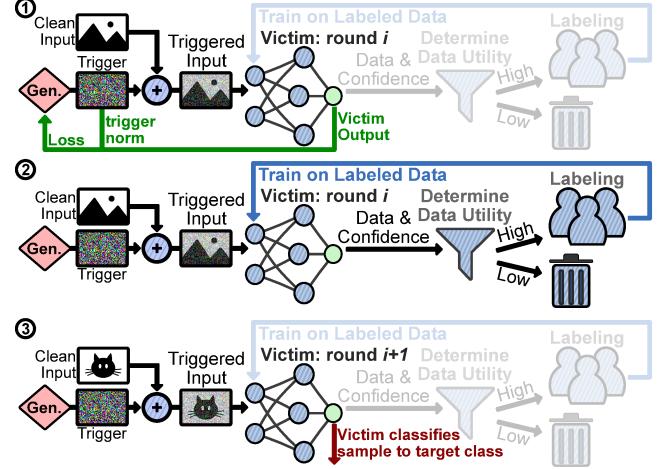 1
Clean
Input
Trigger
Gen.
+
Triggered
Input
Train on Labeled Data
Victim: round i
Data &
Confidence
Determine
Data Utility
High
Low
Labeling
Loss
trigger
norm
Victim
Output
2
Clean
Input
Trigger
Gen.
+
Triggered
Input
Train on Labeled Data
Victim: round i
Data &
Confidence
Determine
Data Utility
High
Low
Labeling
3
Clean
Input
Trigger
Gen.
+
Triggered
Input
Train on Labeled Data
Victim: round i+1
Data &
Confidence
Determine
Data Utility
High
Low
Labeling
Victim classifies
sample to target class